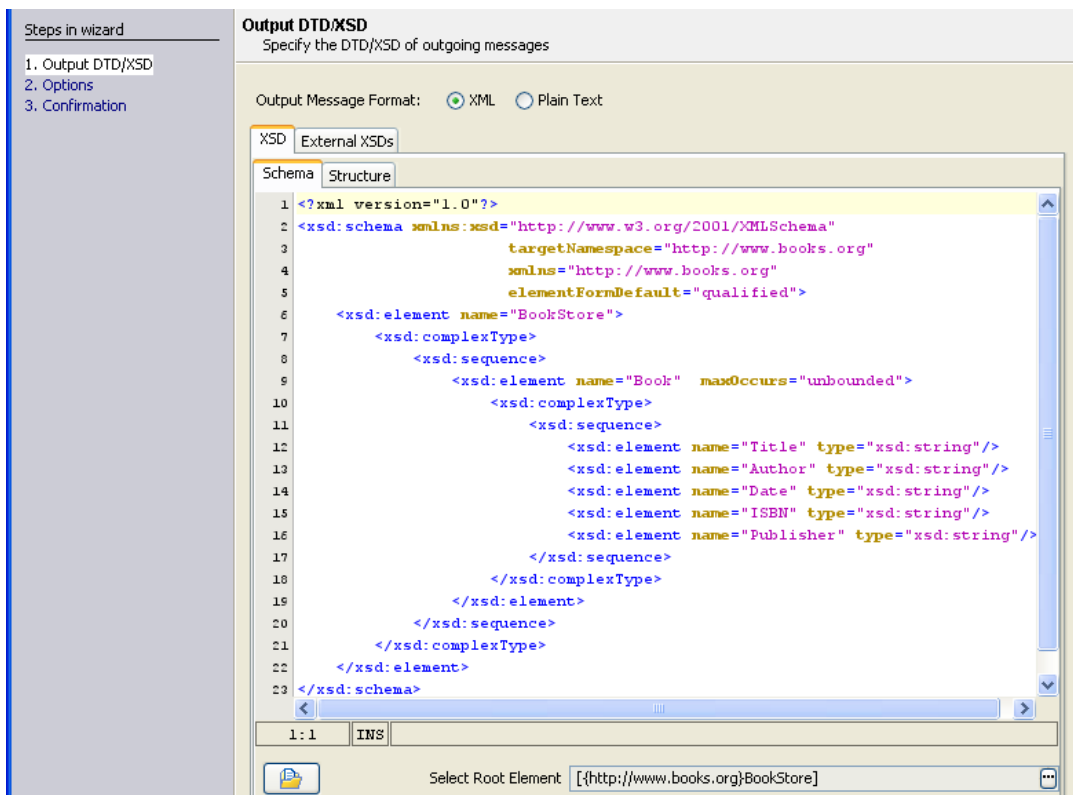 Steps in wizard
1. Output DTD/XSD
2. Options
3. Confirmation
Output DTD/XSD
Specify the DTD/XSD of outgoing messages
Output Message Format: XML Plain Text
XSD External XSDs
Schema Structure
1 <?xml version="1.0"?>
2 <xsd:schema xmlns:xsd="http://www.w3.org/2001/XMLSchema"
3 targetNamespace="http://www.books.org"
4 xmlns="http://www.books.org"
5 elementFormDefault="qualified">
6 <xsd:element name="BookStore">
7 <xsd:complexType>
8 <xsd:sequence>
9 <xsd:element name="Book" maxOccurs="unbounded">
10 <xsd:complexType>
11 <xsd:sequence>
12 <xsd:element name="Title" type="xsd:string"/>
13 <xsd:element name="Author" type="xsd:string"/>
14 <xsd:element name="Date" type="xsd:string"/>
15 <xsd:element name="ISBN" type="xsd:string"/>
16 <xsd:element name="Publisher" type="xsd:string"/>
17 </xsd:sequence>
18 </xsd:complexType>
19 </xsd:element>
20 </xsd:sequence>
21 </xsd:complexType>
22 </xsd:element>
23 </xsd:schema>
1:1 INS
Select Root Element [{http://www.books.org}BookStore] ...